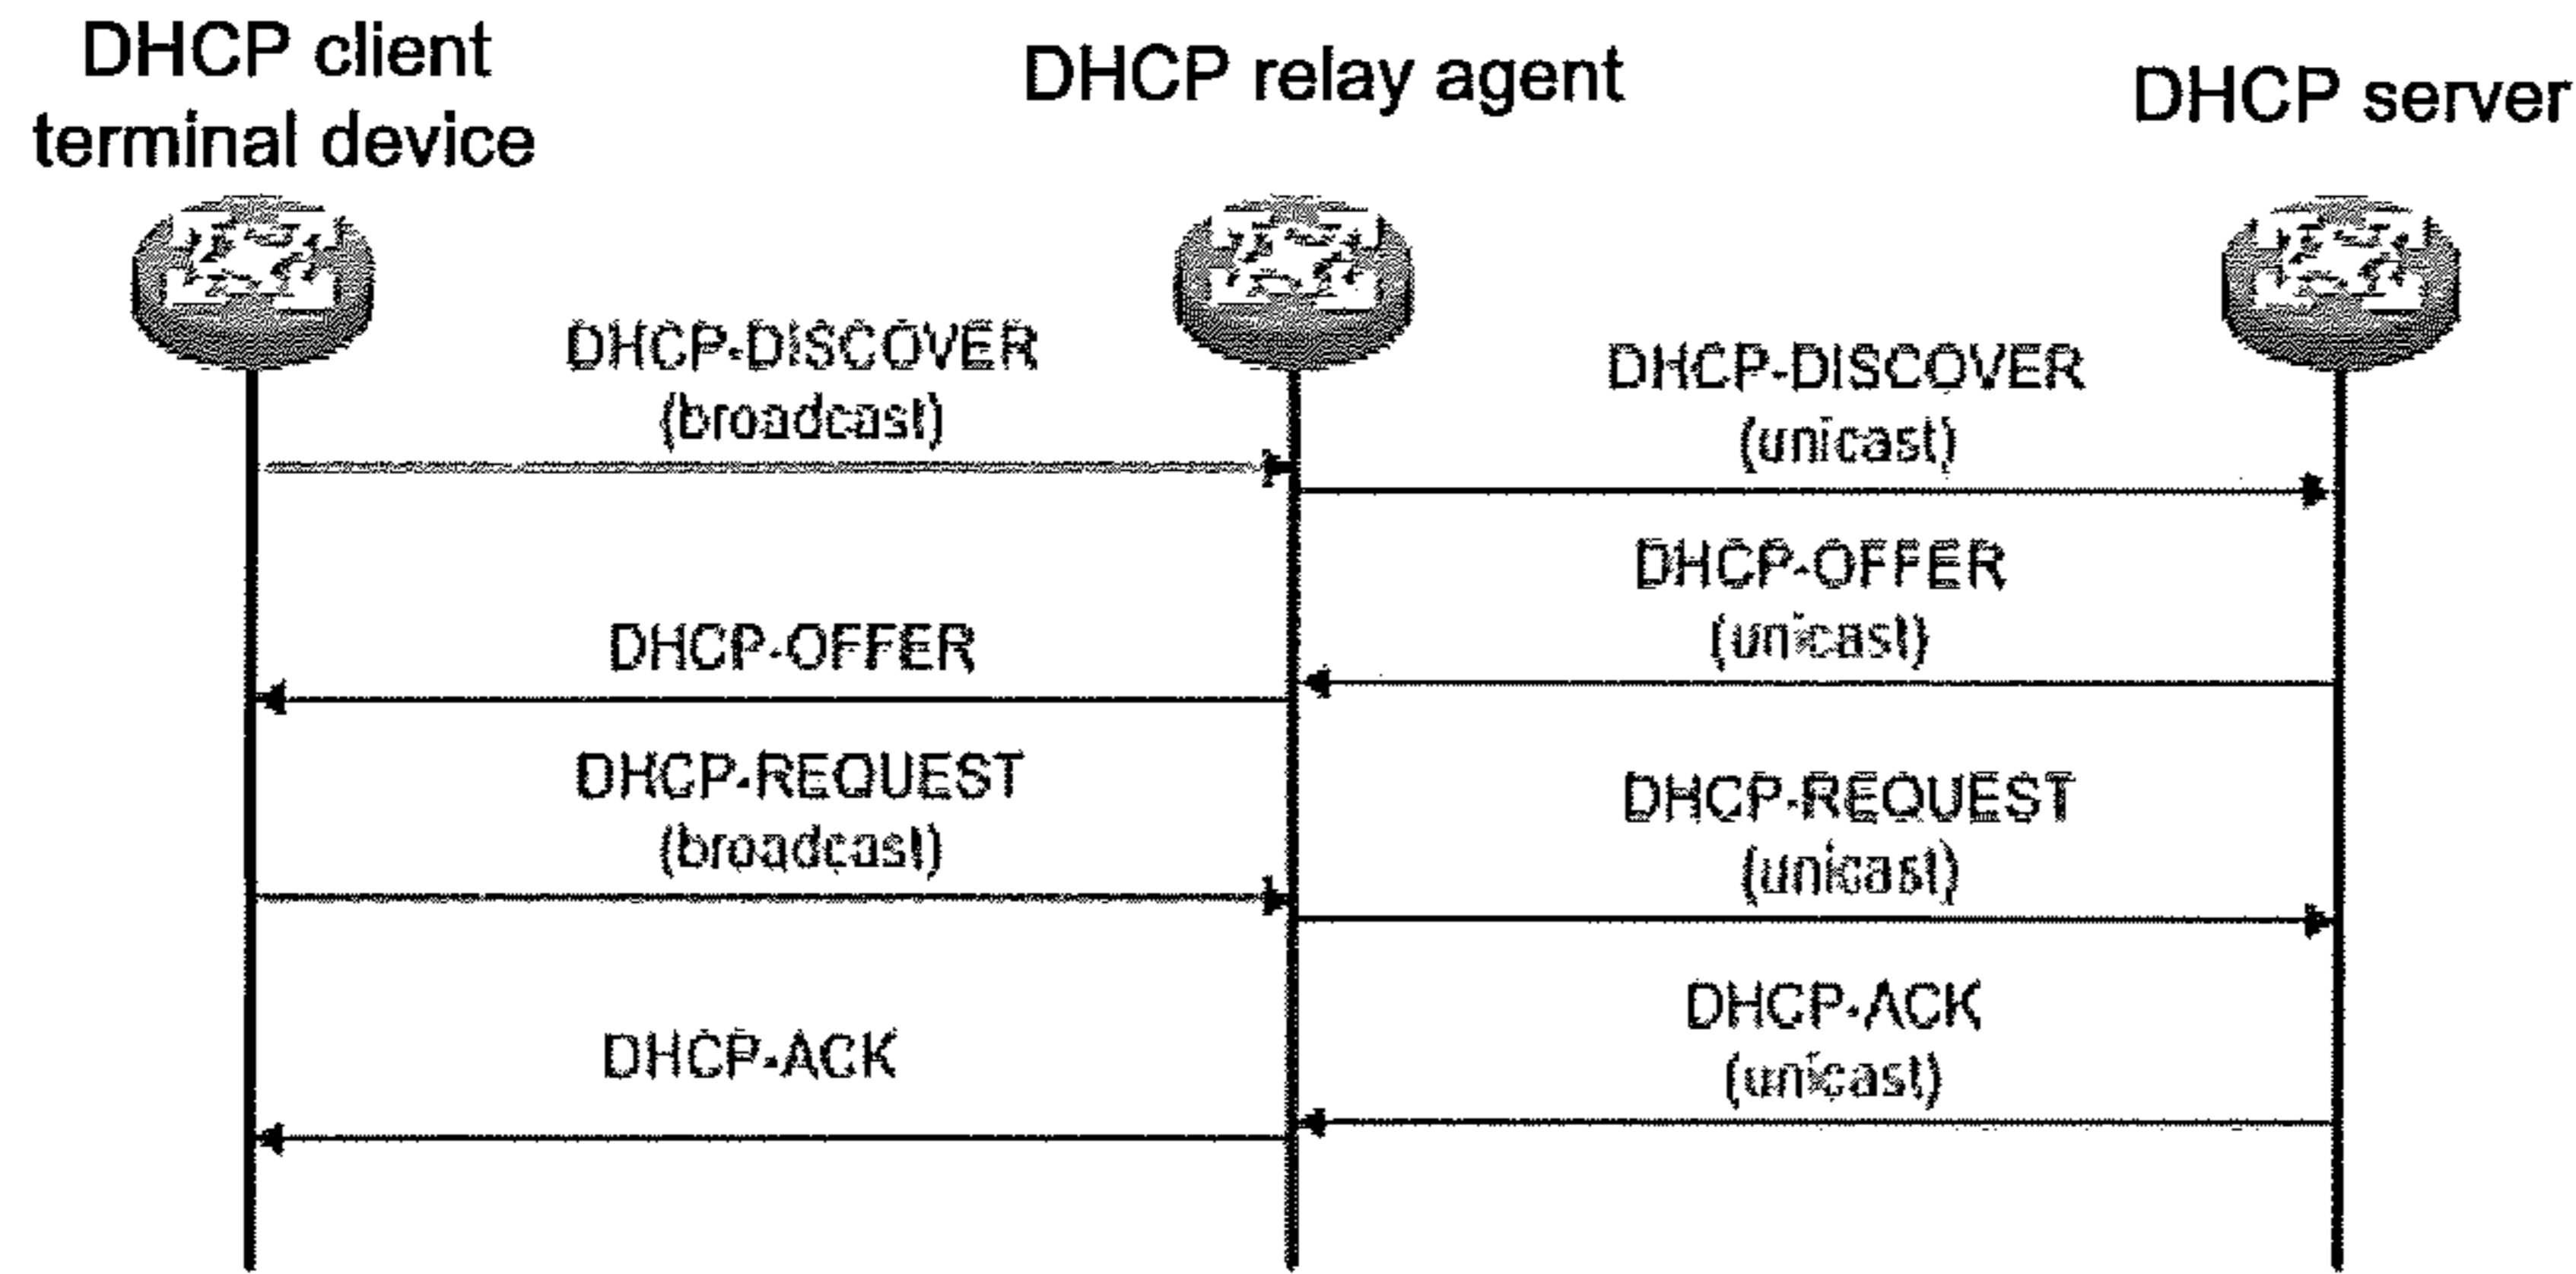 DHCP client
terminal device
DHCP relay agent
DHCP server
DHCP-DISCOVER
(broadcast)
DHCP-DISCOVER
(unicast)
DHCP-OFFER
(unicast)
DHCP-OFFER
DHCP-REQUEST
(broadcast)
DHCP-REQUEST
(unicast)
DHCP-ACK
(unicast)
DHCP-ACK